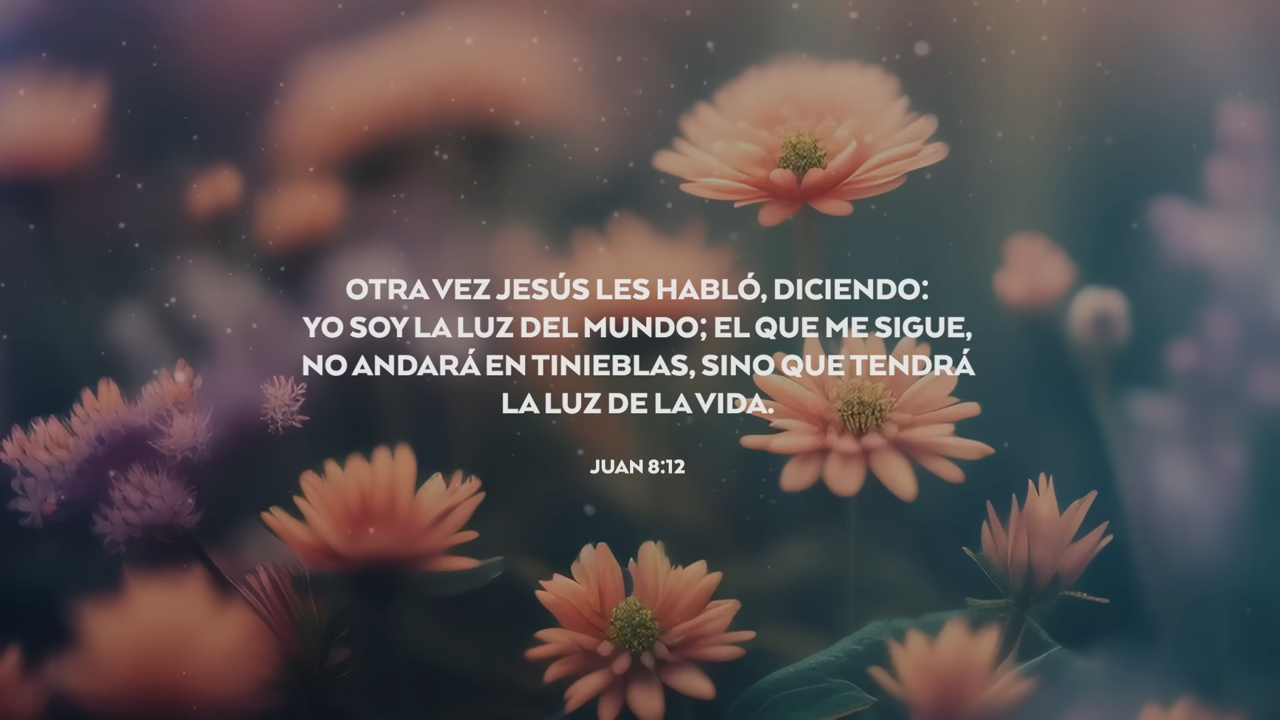 OTRA VEZ JESÚS LES HABLÓ, DICIENDO:
YO SOY LA LUZ DEL MUNDO; EL QUE ME SIGUE,
NO ANDARÁ EN TINIEBLAS, SINO QUE TENDRÁ
LA LUZ DE LA VIDA.
JUAN 8:12